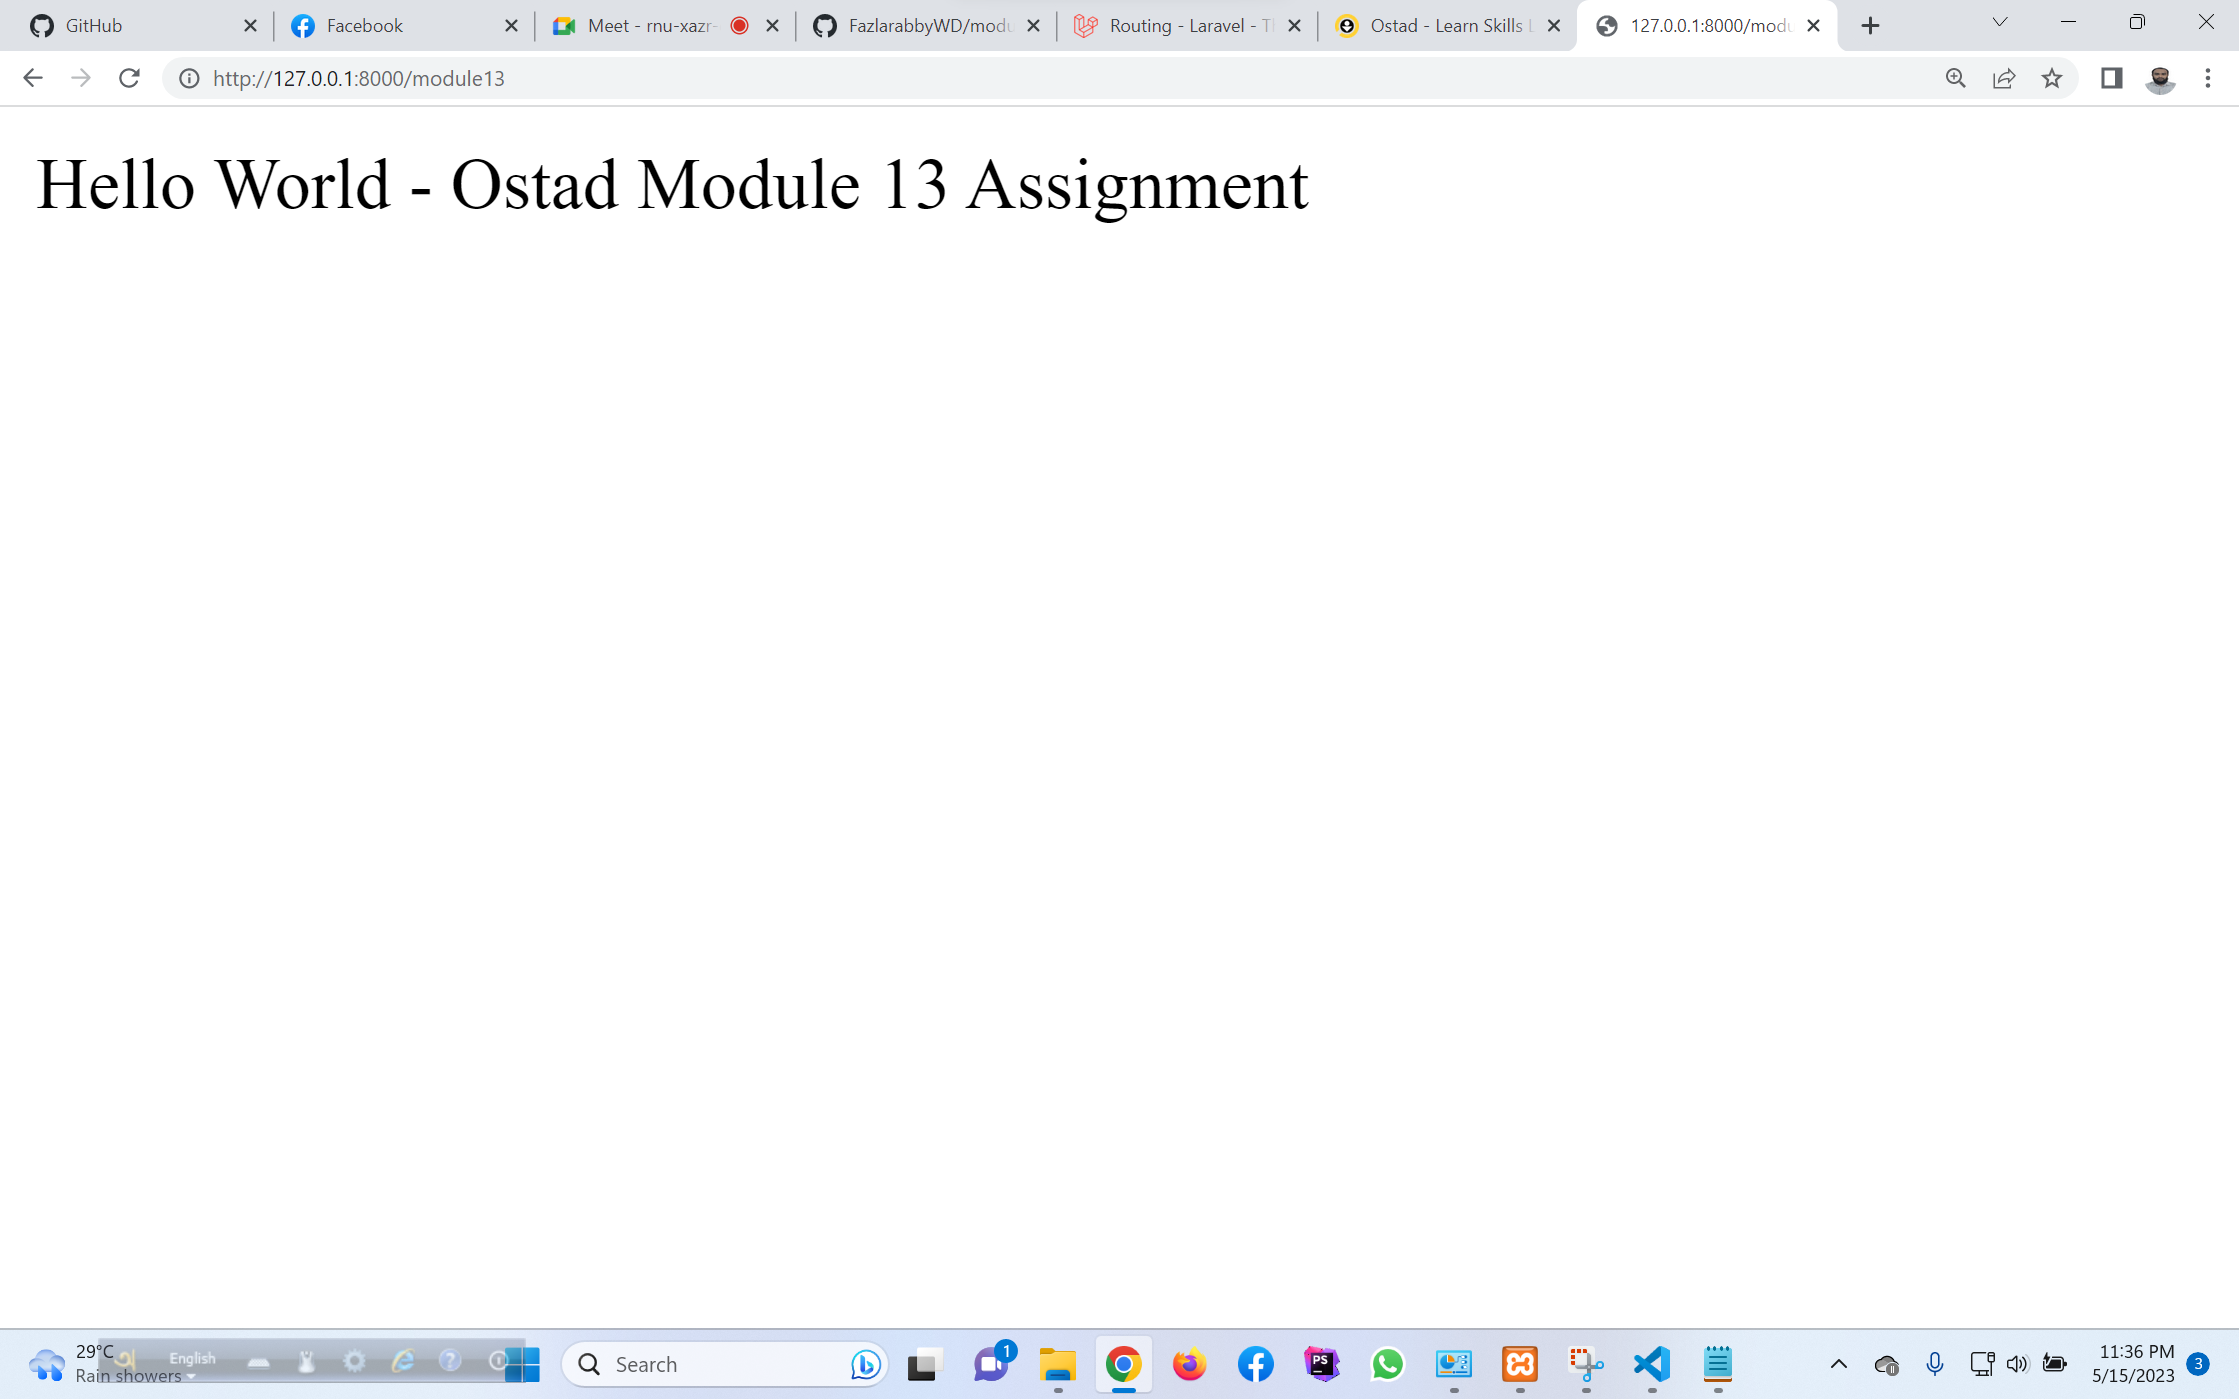 GitHub
Facebook
Meet - rnu-xazr-
FazlarabbyWD/modu
Routing - Laravel - Th
Ostad - Learn Skills L
127.0.0.1:8000/modu
http://127.0.0.1:8000/module13
Hello World - Ostad Module 13 Assignment
29°C
Rain showers
English
Search
1
PS
11:36 PM
5/15/2023
3